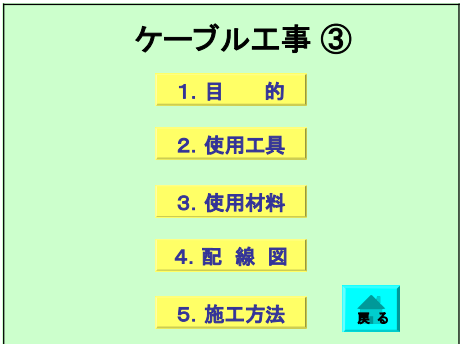 ケーブル工事 ③
1. 目　　的
2. 使用工具
3. 使用材料
4. 配 線 図
5. 施工方法
戻 る